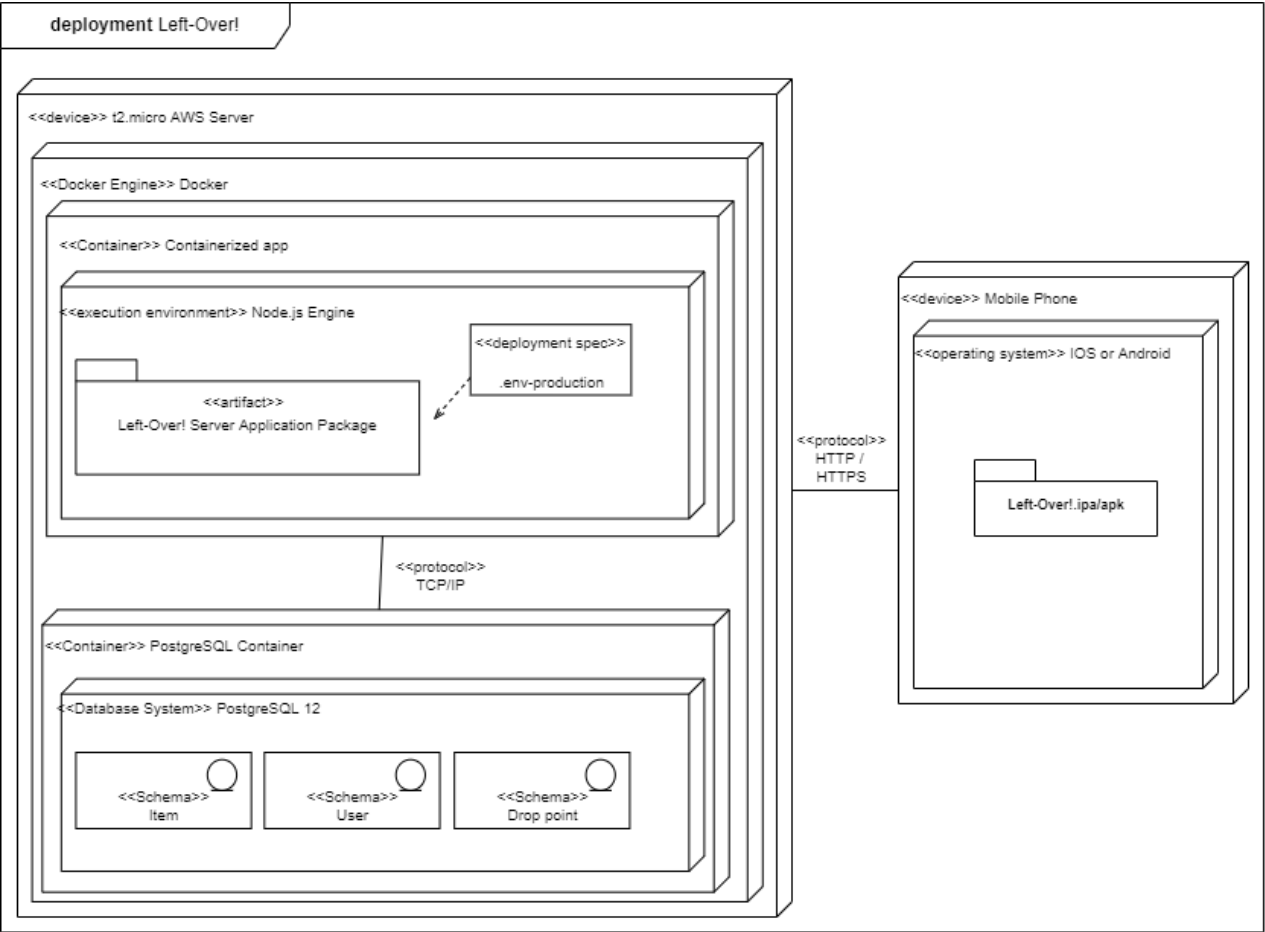 deployment Left-Over!
<<device>> t2.micro AWS Server
<<Docker Engine>> Docker
<<Container>> Containerized app
<<execution environment>> Node.js Engine
<<deployment spec>>
.env-production
<<artifact>>
Left-Over! Server Application Package
<<protocol>>
TCP/IP
<<Container>> PostgreSQL Container
<<Database System>> PostgreSQL 12
<<Schema>>
Item
<<Schema>>
User
<<Schema>>
Drop point
<<protocol>>
HTTP /
HTTPS
<<device>> Mobile Phone
<<operating system>> IOS or Android
Left-Over!.ipa/apk